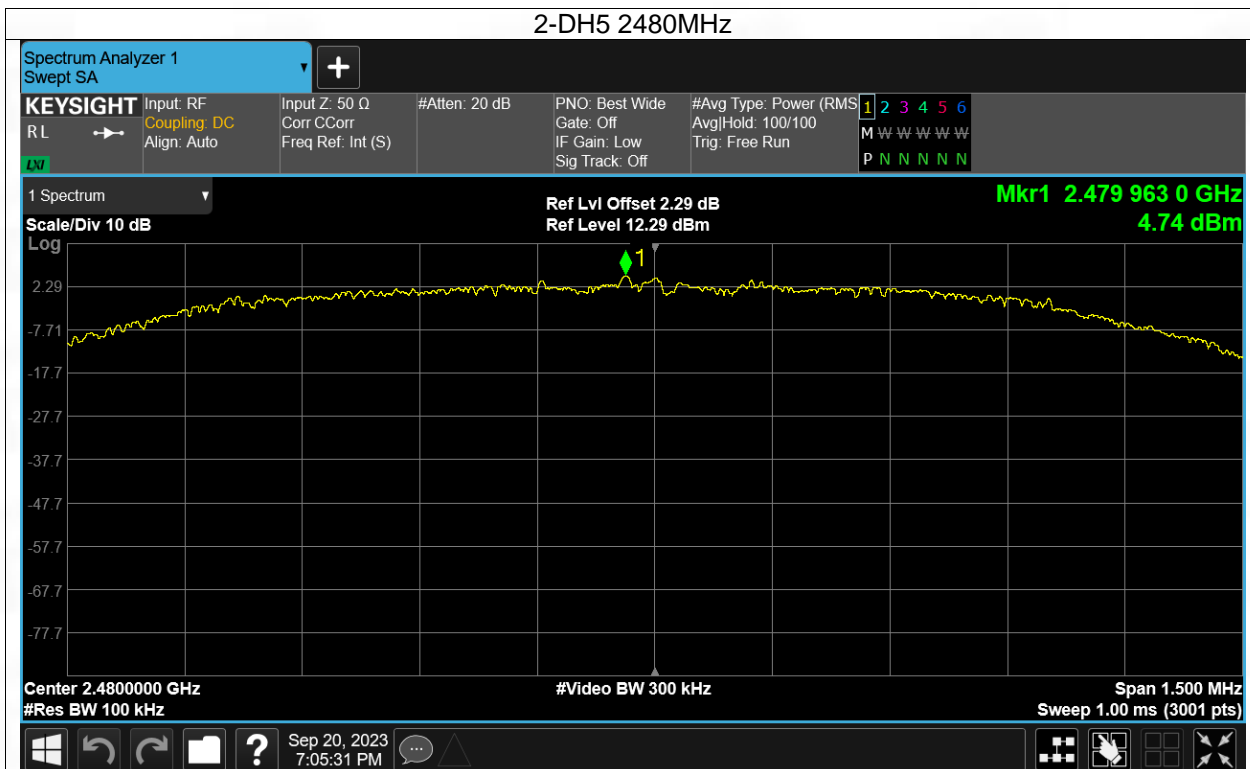 2-DH5 2480MHz
Spectrum Analyzer 1
Swept SA
KEYSIGHT
RL
LXI
Input: RF
Coupling: DC
Align: Auto
Input Z: 50 Ω
Corr CCorr
Freq Ref: Int (S)
#Atten: 20 dB
PNO: Best Wide
Gate: Off
IF Gain: Low
Sig Track: Off
#Avg Type: Power (RMS
Avg|Hold: 100/100
Trig: Free Run
1 2 3 4 5 6
M W W W W W
P N N N N N
1 Spectrum
Scale/Div 10 dB
Log
Ref Lvl Offset 2.29 dB
Ref Level 12.29 dBm
Mkr1 2.479 963 0 GHz
4.74 dBm
1
2.29
-7.71
-17.7
-27.7
-37.7
-47.7
-57.7
-67.7
-77.7
Center 2.4800000 GHz
#Res BW 100 kHz
#Video BW 300 kHz
Span 1.500 MHz
Sweep 1.00 ms (3001 pts)
?
Sep 20, 2023
7:05:31 PM